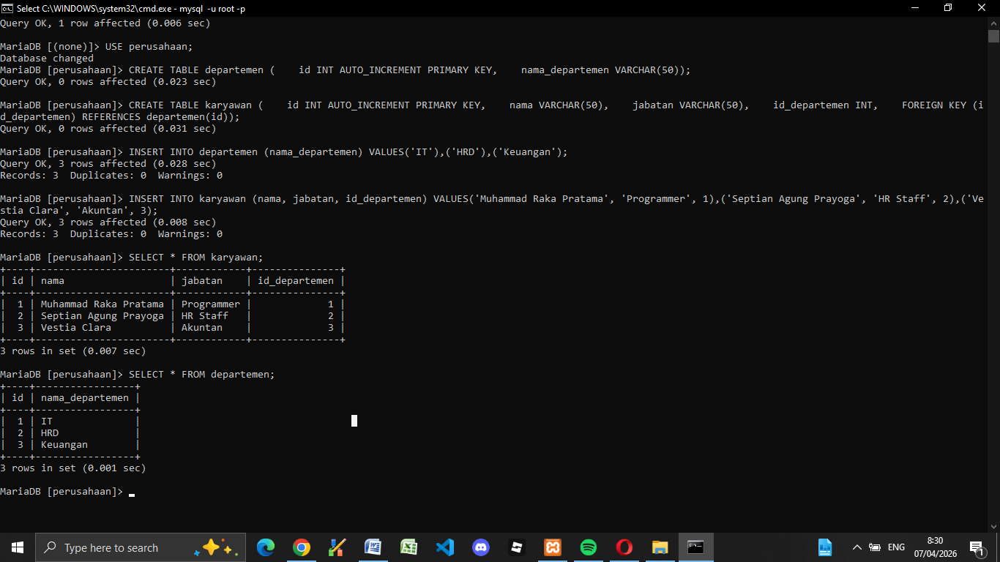 Select C:\WINDOWS\system32\cmd.exe - mysql  -u root -p
Query OK, 1 row affected (0.006 sec)
MariaDB [(none)]> USE perusahaan;
Database changed
MariaDB [perusahaan]> CREATE TABLE departemen (    id INT AUTO_INCREMENT PRIMARY KEY,    nama_departemen VARCHAR(50));
Query OK, 0 rows affected (0.023 sec)
MariaDB [perusahaan]> CREATE TABLE karyawan (    id INT AUTO_INCREMENT PRIMARY KEY,    nama VARCHAR(50),    jabatan VARCHAR(50),    id_departemen INT,    FOREIGN KEY (i
d_departemen) REFERENCES departemen(id));
Query OK, 0 rows affected (0.031 sec)
MariaDB [perusahaan]> INSERT INTO departemen (nama_departemen) VALUES('IT'),('HRD'),('Keuangan');
Query OK, 3 rows affected (0.028 sec)
Records: 3  Duplicates: 0  Warnings: 0
MariaDB [perusahaan]> INSERT INTO karyawan (nama, jabatan, id_departemen) VALUES('Muhammad Raka Pratama', 'Programmer', 1),('Septian Agung Prayoga', 'HR Staff', 2),('Ve
stia Clara', 'Akuntan', 3);
Query OK, 3 rows affected (0.008 sec)
Records: 3  Duplicates: 0  Warnings: 0
MariaDB [perusahaan]> SELECT * FROM karyawan;
+----+-----------------------+------------+---------------+
| id | nama                  | jabatan    | id_departemen |
+----+-----------------------+------------+---------------+
|  1 | Muhammad Raka Pratama | Programmer |             1 |
|  2 | Septian Agung Prayoga | HR Staff   |             2 |
|  3 | Vestia Clara          | Akuntan    |             3 |
+----+-----------------------+------------+---------------+
3 rows in set (0.007 sec)
MariaDB [perusahaan]> SELECT * FROM departemen;
+----+-----------------+
| id | nama_departemen |
+----+-----------------+
|  1 | IT              |
|  2 | HRD             |
|  3 | Keuangan        |
+----+-----------------+
3 rows in set (0.001 sec)
MariaDB [perusahaan]>
Type here to search
ENG
8:30
07/04/2026
1